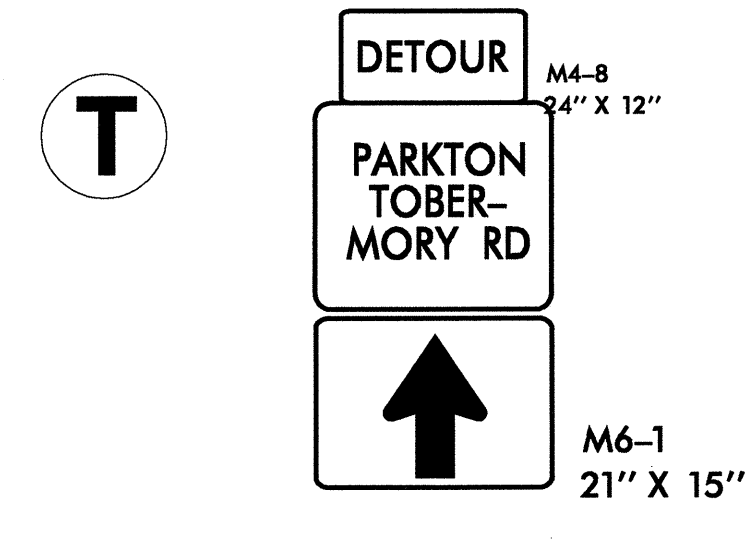 T
DETOUR
M4–8
24″ X 12″
PARKTON
TOBER–
MORY RD
M6–1
21″ X 15″